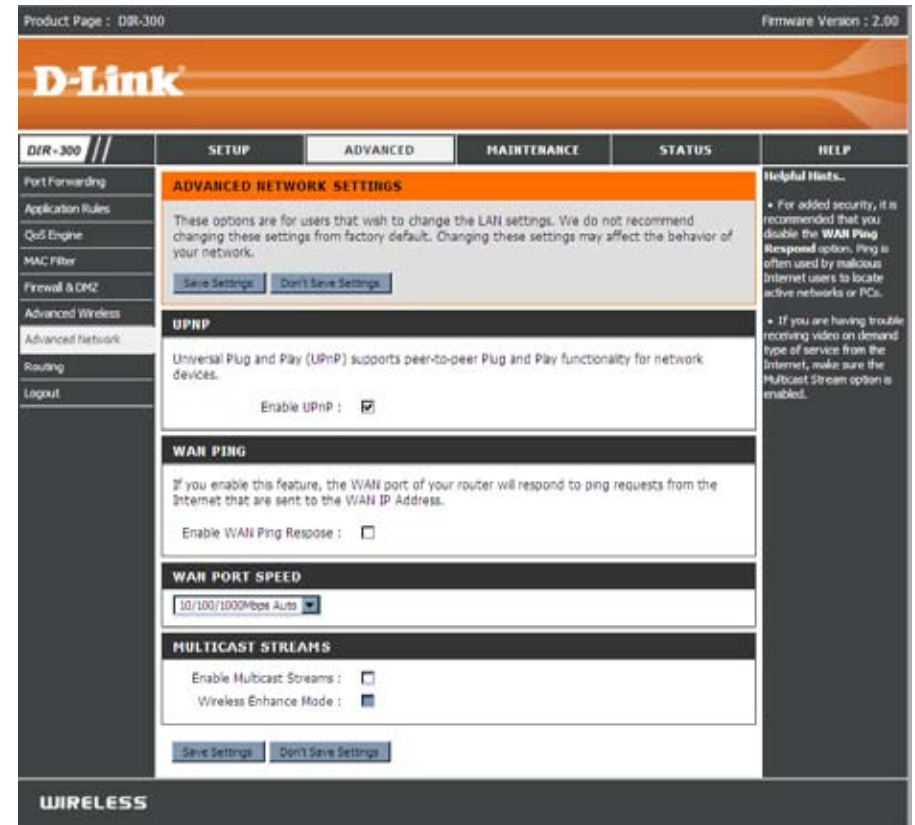 Product Page : DIR-300
Firmware Version : 2.00
D-Link
DIR-300
SETUP
ADVANCED
MAINTENANCE
STATUS
HELP
Port Forwarding
Application Rules
QoS Engine
MAC Filter
Firewall & DMZ
Advanced Wireless
Advanced Network
Routing
Logout
ADVANCED NETWORK SETTINGS
These options are for users that wish to change the LAN settings. We do not recommend
changing these settings from factory default. Changing these settings may affect the behavior of
your network.
Save Settings
Don't Save Settings
UPNP
Universal Plug and Play (UPnP) supports peer-to-peer Plug and Play functionality for network
devices.
Enable UPnP :
WAN PING
If you enable this feature, the WAN port of your router will respond to ping requests from the
Internet that are sent to the WAN IP Address.
Enable WAN Ping Respose :
WAN PORT SPEED
10/100/1000Mbps Auto
MULTICAST STREAMS
Enable Multicast Streams :
Wireless Enhance Mode :
Save Settings
Don't Save Settings
Helpful Hints..
• For added security, it is
recommended that you
disable the WAN Ping
Respond option. Ping is
often used by malicious
Internet users to locate
active networks or PCs.
• If you are having trouble
receiving video on demand
type of service from the
Internet, make sure the
Multicast Stream option is
enabled.
WIRELESS